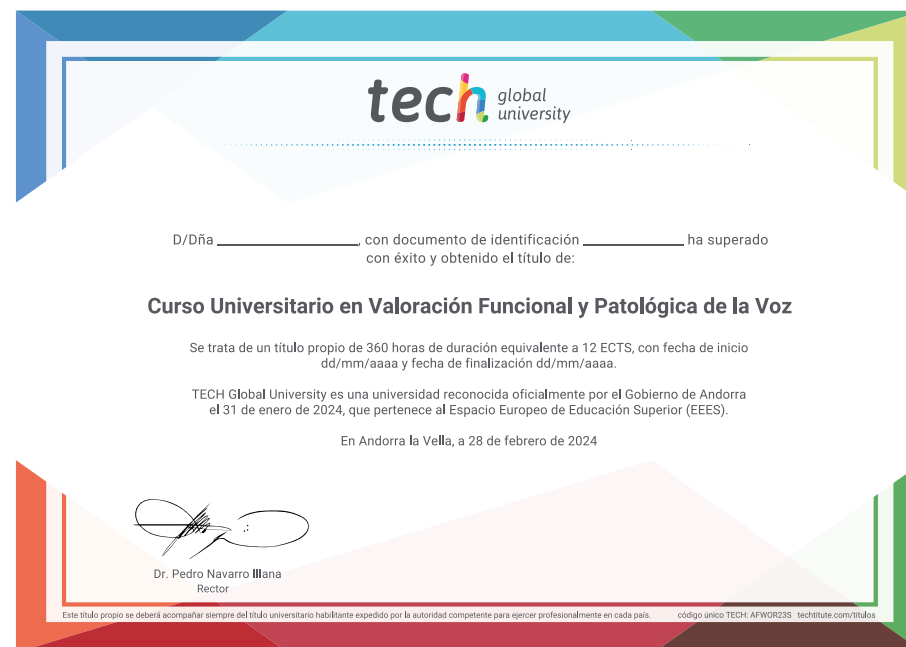 tech global university
D/Dña ____________________, con documento de identificación ______________ ha superado
con éxito y obtenido el título de:
Curso Universitario en Valoración Funcional y Patológica de la Voz
Se trata de un título propio de 360 horas de duración equivalente a 12 ECTS, con fecha de inicio
dd/mm/aaaa y fecha de finalización dd/mm/aaaa.
TECH Global University es una universidad reconocida oficialmente por el Gobierno de Andorra
el 31 de enero de 2024, que pertenece al Espacio Europeo de Educación Superior (EEES).
En Andorra la Vella, a 28 de febrero de 2024
Dr. Pedro Navarro Illana
Rector
Este título propio se deberá acompañar siempre del título universitario habilitante expedido por la autoridad competente para ejercer profesionalmente en cada país. código único TECH: AFWOR23S techtitute.com/titulos